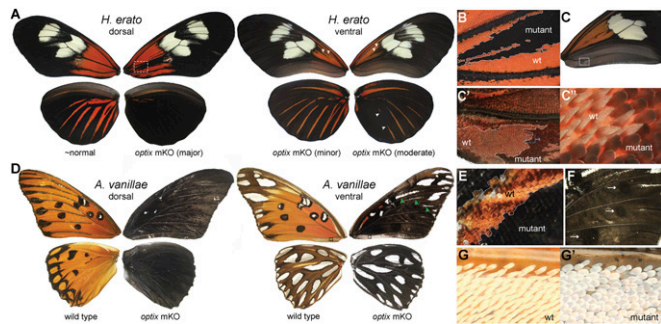 A
H. erato
dorsal
H. erato
ventral
~normal
optix mKO (major)
optix mKO (minor)
optix mKO (moderate)
B
mutant
wt
C
C'
wt
mutant
C"
wt
mutant
D
A. vanillae
dorsal
A. vanillae
ventral
wild type
optix mKO
wild type
optix mKO
E
wt
mutant
F
G
wt
G'
mutant